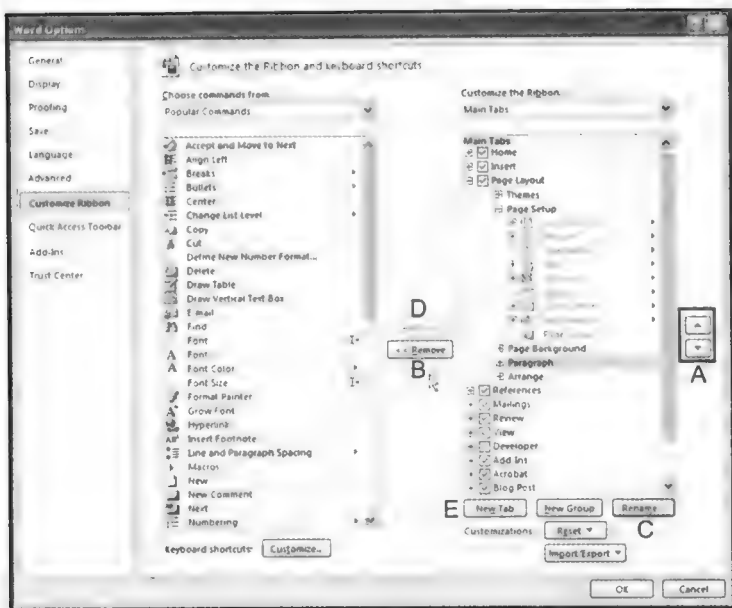 Word Options
General
Display
Proofing
Save
Language
Advanced
Customize Ribbon
Quick Access Toolbar
Add-Ins
Trust Center
Customize the Ribbon and keyboard shortcuts
Choose commands from
Popular Commands
Accept and Move to Next
Align Left
Breaks
Bullets
Center
Change List Level
Copy
Cut
Define New Number Format...
Delete
Draw Table
Draw Vertical Text Box
E-mail
Find
Font
Font
Font Color
Font Size
Format Painter
Grow Font
Hyperlink
Insert Footnote
Line and Paragraph Spacing
Macros
New
New Comment
Next
Numbering
Keyboard shortcuts: Customize...
D
<< Remove
B
Customize the Ribbon
Main Tabs
Main Tabs
Home
Insert
Page Layout
Themes
Page Setup
Page Background
Paragraph
Arrange
References
Mailings
Review
View
Developer
Add-Ins
Acrobat
Blog Post
A
E
New Tab
New Group
Rename...
C
Customizations
Reset
Import/Export
OK
Cancel